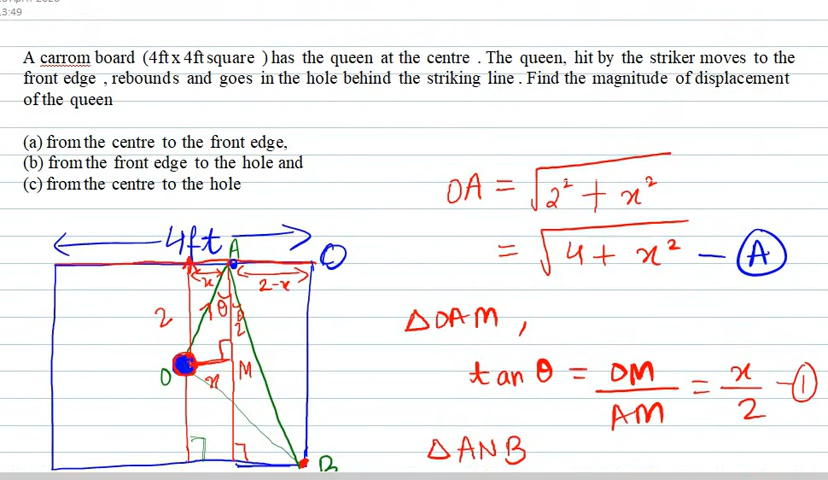 3:49
A carrom board (4ft x 4ft square ) has the queen at the centre . The queen, hit by the striker moves to the
front edge , rebounds and goes in the hole behind the striking line . Find the magnitude of displacement
of the queen
(a) from the centre to the front edge,
(b) from the front edge to the hole and
(c) from the centre to the hole
OA = √2² + x²
= √4 + x² — (A)
△OAM ,
tan θ = OM/AM = x/2 —①
△ANB
4ft
A
x
2-x
2
θ
θ
2
O
x
M
B